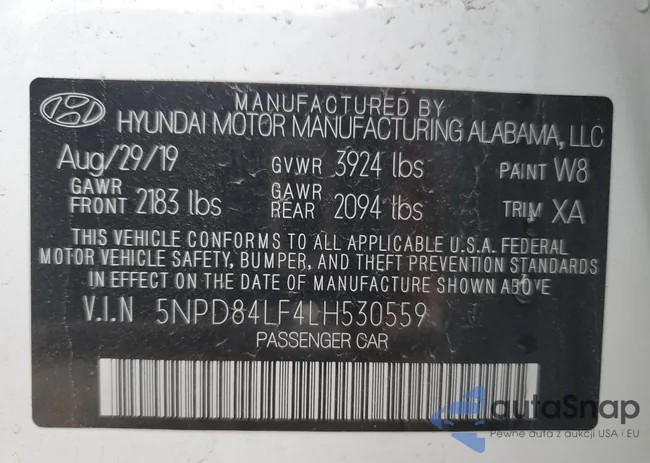 MANUFACTURED BY
HYUNDAI MOTOR MANUFACTURING ALABAMA, LLC
Aug/29/19 GVWR 3924 lbs PAINT W8
GAWR FRONT 2183 lbs GAWR REAR 2094 lbs TRIM XA
THIS VEHICLE CONFORMS TO ALL APPLICABLE U.S.A. FEDERAL
MOTOR VEHICLE SAFETY, BUMPER, AND THEFT PREVENTION STANDARDS
IN EFFECT ON THE DATE OF MANUFACTURE SHOWN ABOVE
V.I.N 5NPD84LF4LH530559
PASSENGER CAR
autaSnap
Pewne auta z aukcji USA i EU